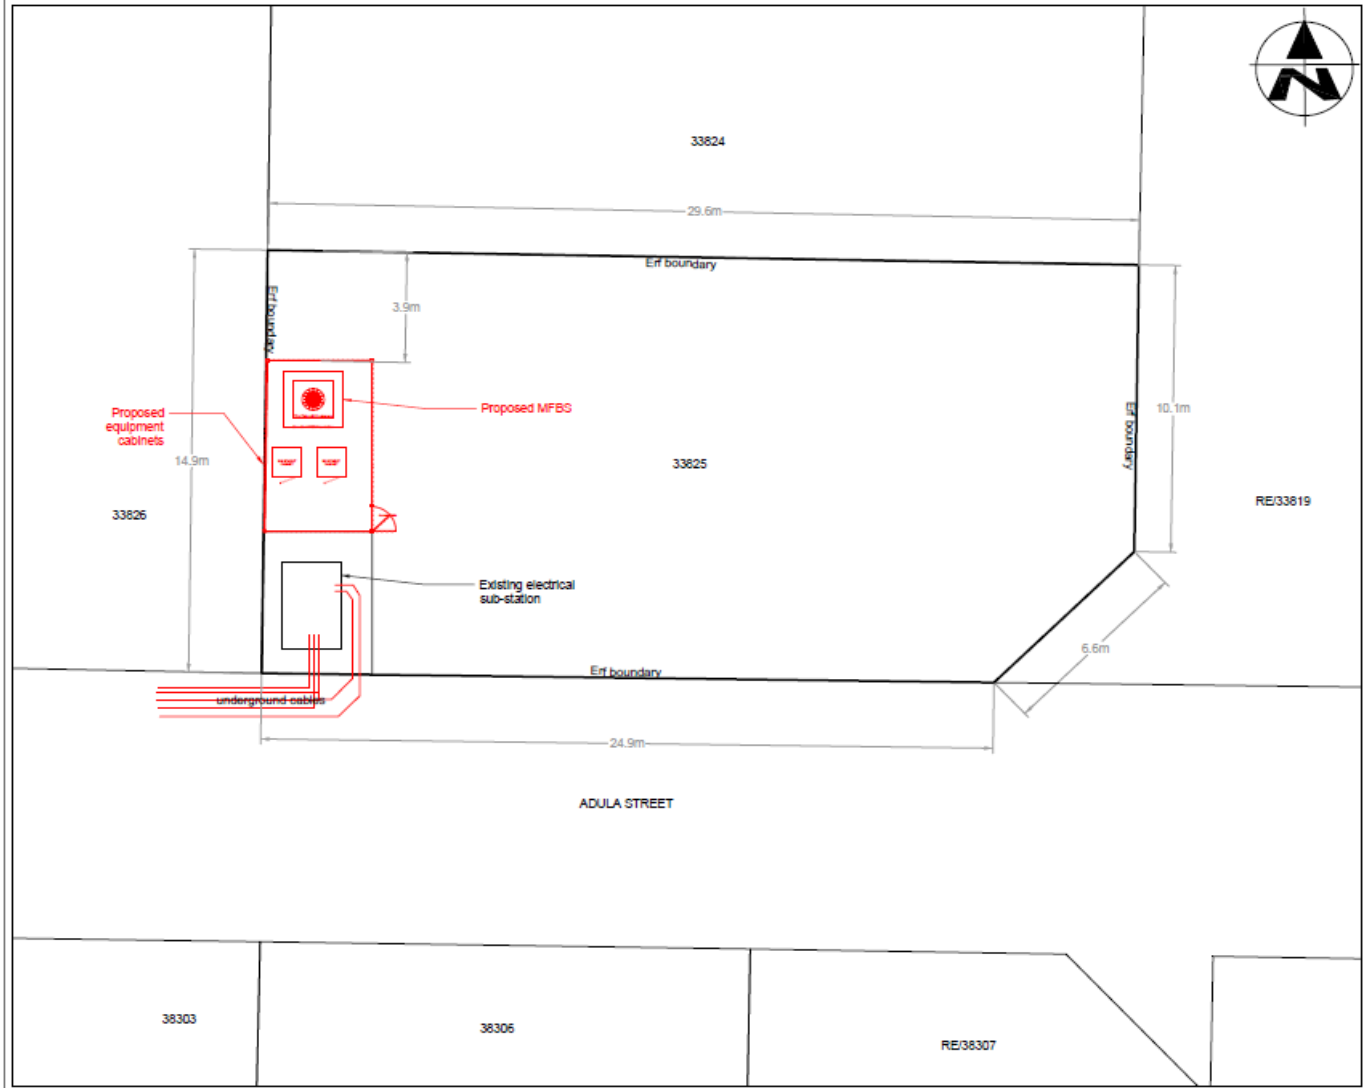 N
33824
29.6m
Erf boundary
Erf boundary
3.9m
Proposed
equipment
cabinets
Proposed MFBS
14.9m
33826
33825
Erf boundary
10.1m
RE/33819
Existing electrical
sub-station
6.6m
Erf boundary
underground cables
24.9m
ADULA STREET
38303
38306
RE/38307